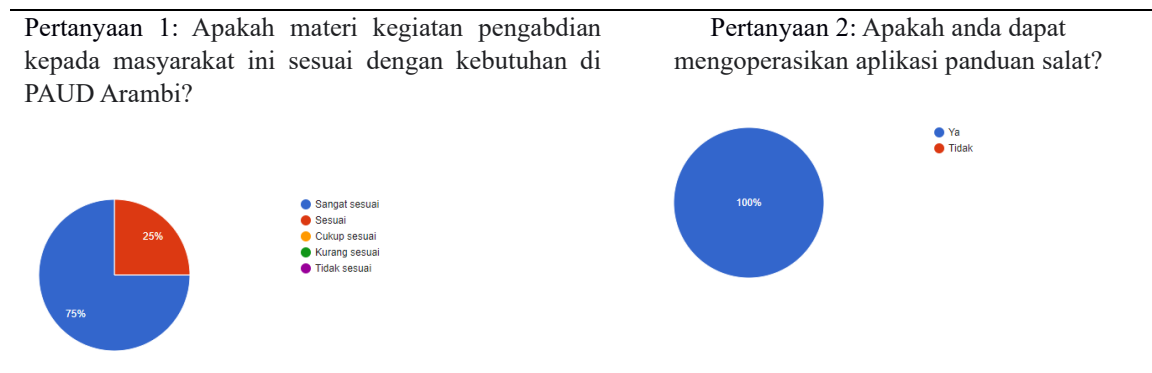 Pertanyaan 1: Apakah materi kegiatan pengabdian
kepada masyarakat ini sesuai dengan kebutuhan di
PAUD Arambi?
75%
25%
Sangat sesuai
Sesuai
Cukup sesuai
Kurang sesuai
Tidak sesuai
Pertanyaan 2: Apakah anda dapat
mengoperasikan aplikasi panduan salat?
100%
Ya
Tidak